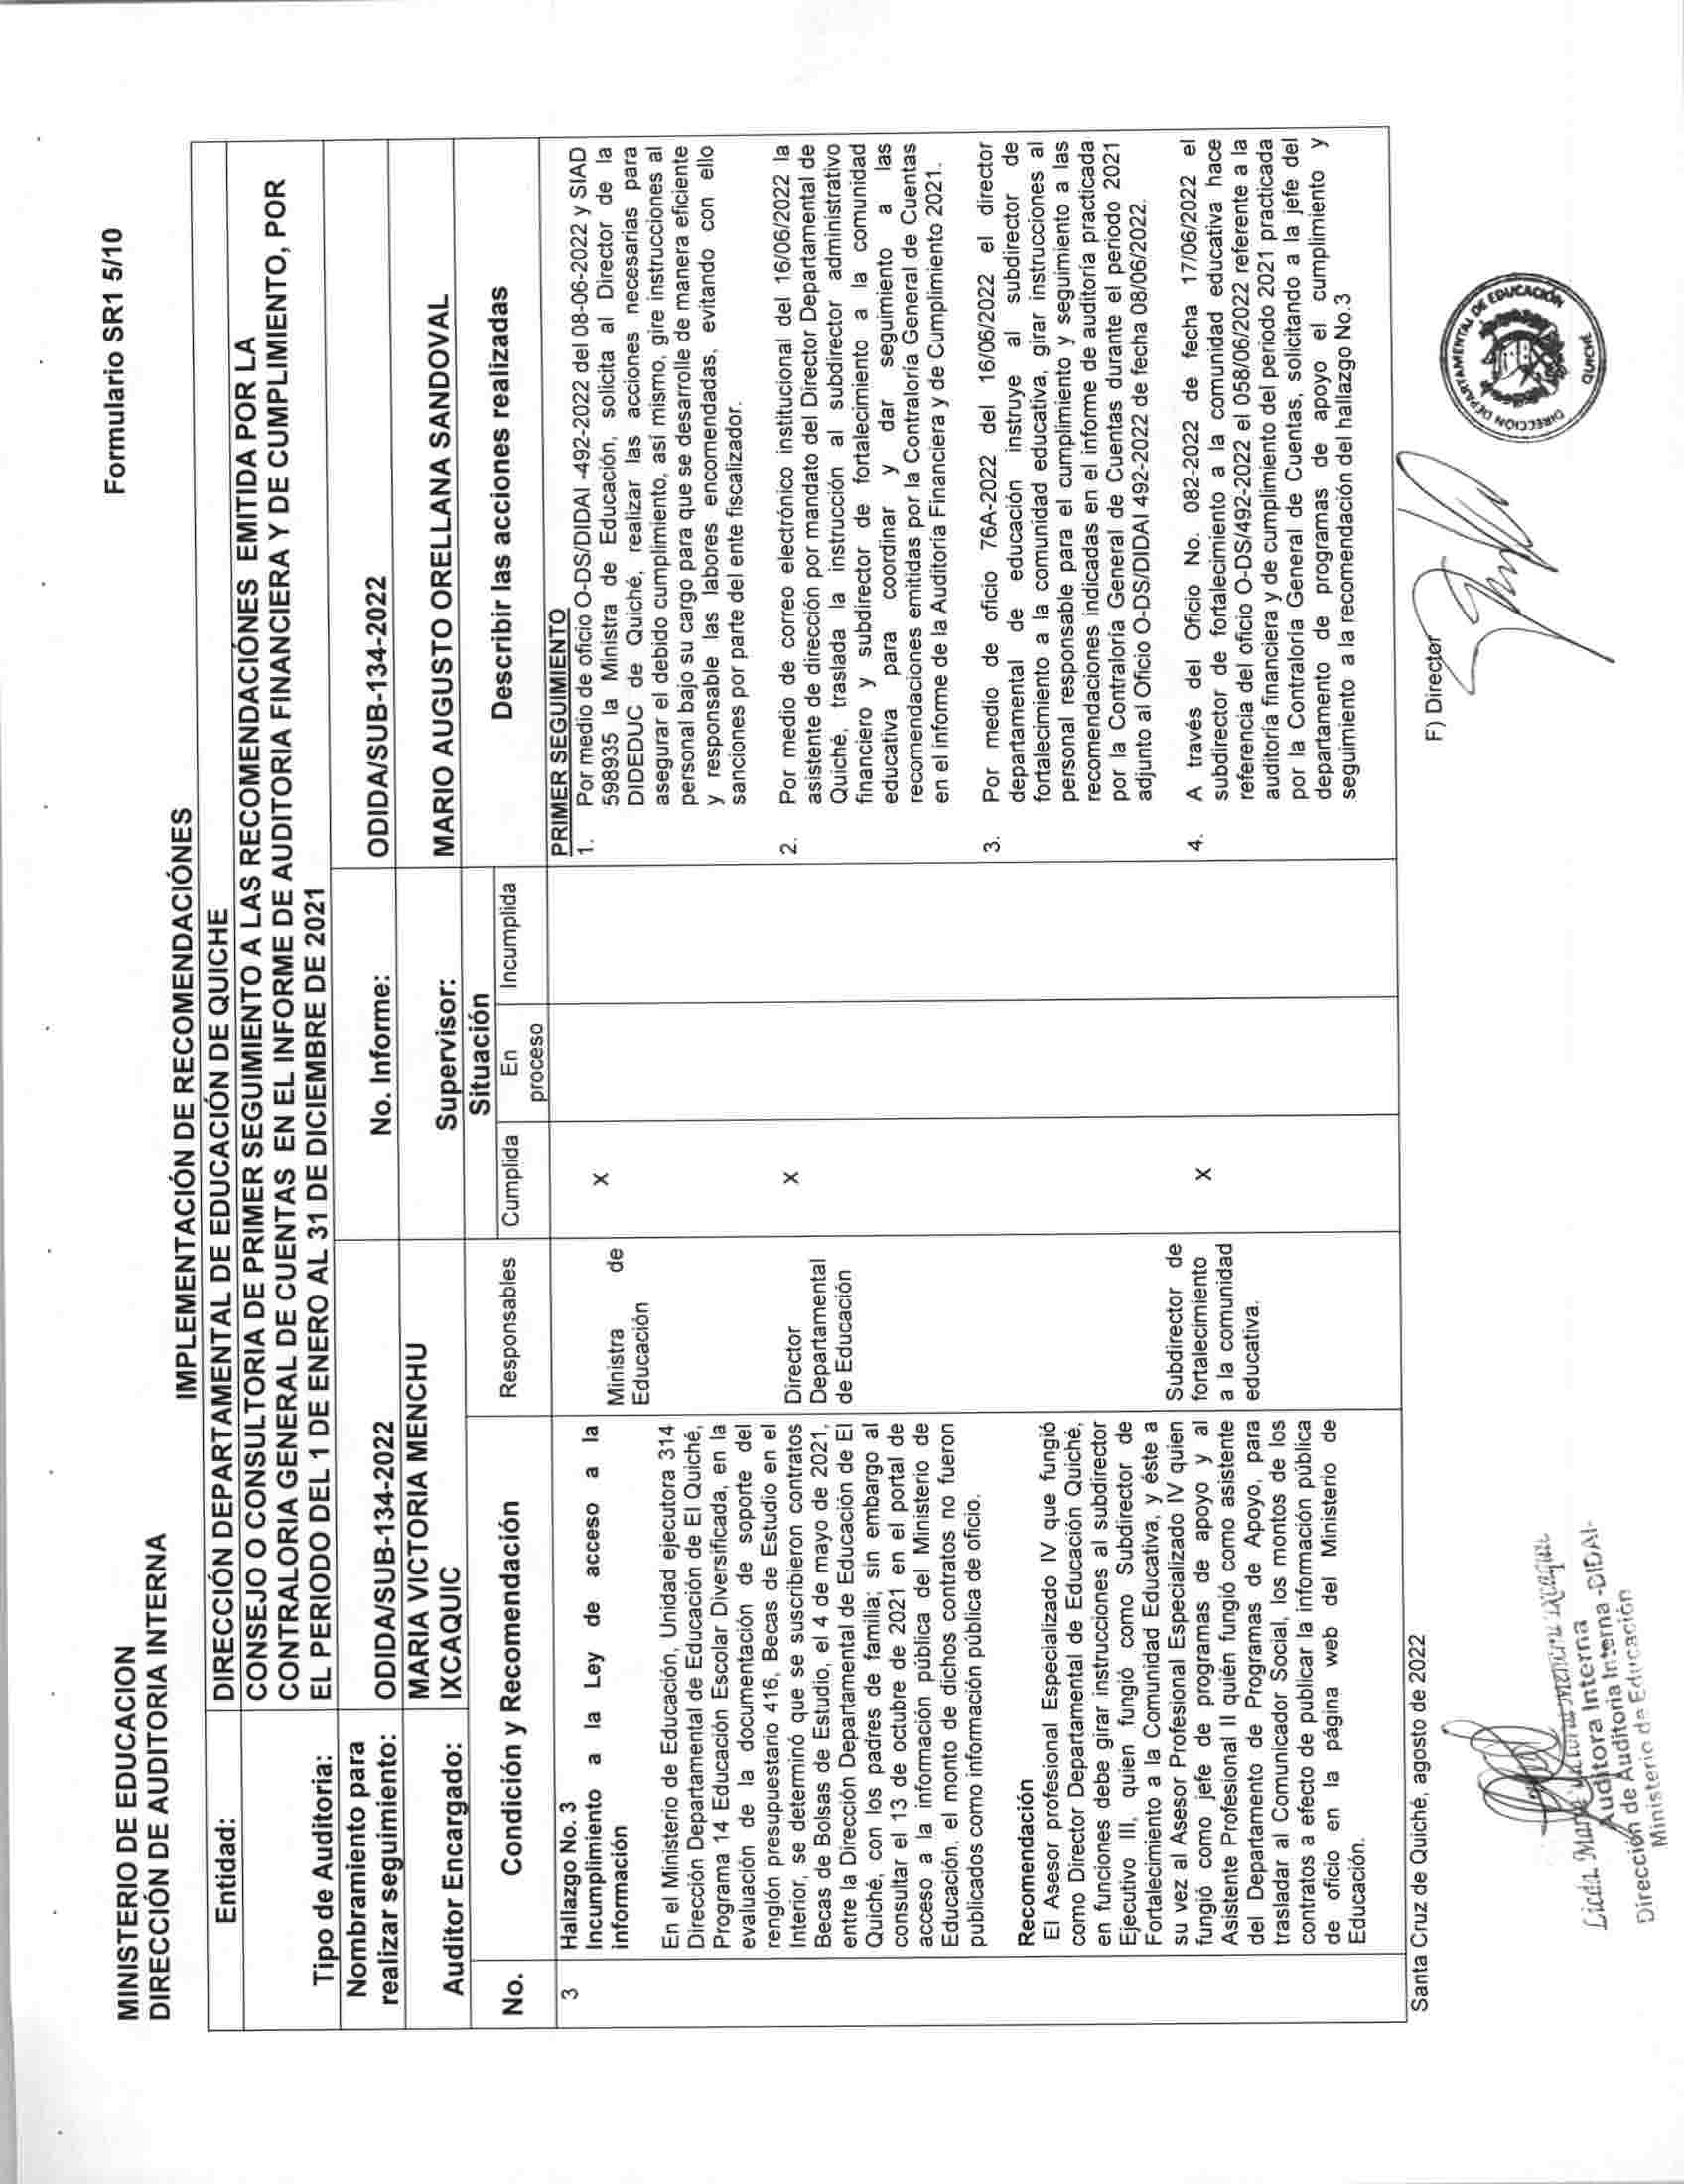 Formulario SR1 5/10
MINISTERIO DE EDUCACION
DIRECCIÓN DE AUDITORIA INTERNA
IMPLEMENTACIÓN DE RECOMENDACIÓNES
Entidad:
DIRECCIÓN DEPARTAMENTAL DE EDUCACIÓN DE QUICHE
Tipo de Auditoria:
CONSEJO O CONSULTORIA DE PRIMER SEGUIMIENTO A LAS RECOMENDACIÓNES EMITIDA POR LA
CONTRALORIA GENERAL DE CUENTAS EN EL INFORME DE AUDITORIA FINANCIERA Y DE CUMPLIMIENTO, POR
EL PERIODO DEL 1 DE ENERO AL 31 DE DICIEMBRE DE 2021
Nombramiento para
realizar seguimiento:
ODIDA/SUB-134-2022
No. Informe:
ODIDA/SUB-134-2022
Auditor Encargado:
MARIA VICTORIA MENCHU
IXCAQUIC
Supervisor:
MARIO AUGUSTO ORELLANA SANDOVAL
No.
Condición y Recomendación
Responsables
Situación
Cumplida
En
proceso
Incumplida
Describir las acciones realizadas
3
Hallazgo No. 3
Incumplimiento a la Ley de acceso a la
información
En el Ministerio de Educación, Unidad ejecutora 314
Dirección Departamental de Educación de El Quiché,
Programa 14 Educación Escolar Diversificada, en la
evaluación de la documentación de soporte del
renglón presupuestario 416, Becas de Estudio en el
Interior, se determinó que se suscribieron contratos
Becas de Bolsas de Estudio, el 4 de mayo de 2021,
entre la Dirección Departamental de Educación de El
Quiché, con los padres de familia; sin embargo al
consultar el 13 de octubre de 2021 en el portal de
acceso a la información pública del Ministerio de
Educación, el monto de dichos contratos no fueron
publicados como información pública de oficio.
Recomendación
El Asesor profesional Especializado IV que fungió
como Director Departamental de Educación Quiché,
en funciones debe girar instrucciones al subdirector
Ejecutivo III, quien fungió como Subdirector de
Fortalecimiento a la Comunidad Educativa, y éste a
su vez al Asesor Profesional Especializado IV quien
fungió como jefe de programas de apoyo y al
Asistente Profesional II quién fungió como asistente
del Departamento de Programas de Apoyo, para
trasladar al Comunicador Social, los montos de los
contratos a efecto de publicar la información pública
de oficio en la página web del Ministerio de
Educación.
Ministra de
Educación
Director
Departamental
de Educación
Subdirector de
fortalecimiento
a la comunidad
educativa.
X
X
X
PRIMER SEGUIMIENTO
1. Por medio de oficio O-DS/DIDAI -492-2022 del 08-06-2022 y SIAD
598935 la Ministra de Educación, solicita al Director de la
DIDEDUC de Quiché, realizar las acciones necesarias para
asegurar el debido cumplimiento, así mismo, gire instrucciones al
personal bajo su cargo para que se desarrolle de manera eficiente
y responsable las labores encomendadas, evitando con ello
sanciones por parte del ente fiscalizador.
2. Por medio de correo electrónico institucional del 16/06/2022 la
asistente de dirección por mandato del Director Departamental de
Quiché, traslada la instrucción al subdirector administrativo
financiero y subdirector de fortalecimiento a la comunidad
educativa para coordinar y dar seguimiento a las
recomendaciones emitidas por la Contraloría General de Cuentas
en el informe de la Auditoria Financiera y de Cumplimiento 2021.
3. Por medio de oficio 76A-2022 del 16/06/2022 el director
departamental de educación instruye al subdirector de
fortalecimiento a la comunidad educativa, girar instrucciones al
personal responsable para el cumplimiento y seguimiento a las
recomendaciones indicadas en el informe de auditoría practicada
por la Contraloría General de Cuentas durante el periodo 2021
adjunto al Oficio O-DS/DIDAI 492-2022 de fecha 08/06/2022.
4. A través del Oficio No. 082-2022 de fecha 17/06/2022 el
subdirector de fortalecimiento a la comunidad educativa hace
referencia del oficio O-DS/492-2022 el 058/06/2022 referente a la
auditoría financiera y de cumplimiento del periodo 2021 practicada
por la Contraloría General de Cuentas, solicitando a la jefe del
departamento de programas de apoyo el cumplimiento y
seguimiento a la recomendación del hallazgo No.3
Santa Cruz de Quiché, agosto de 2022
F) Director
DIRECCIÓN DEPARTAMENTAL DE EDUCACIÓN
QUICHÉ
Licda. Menchú
Auditora Interna
Dirección de Auditoria Interna -DIDAI-
Ministerio de Educación